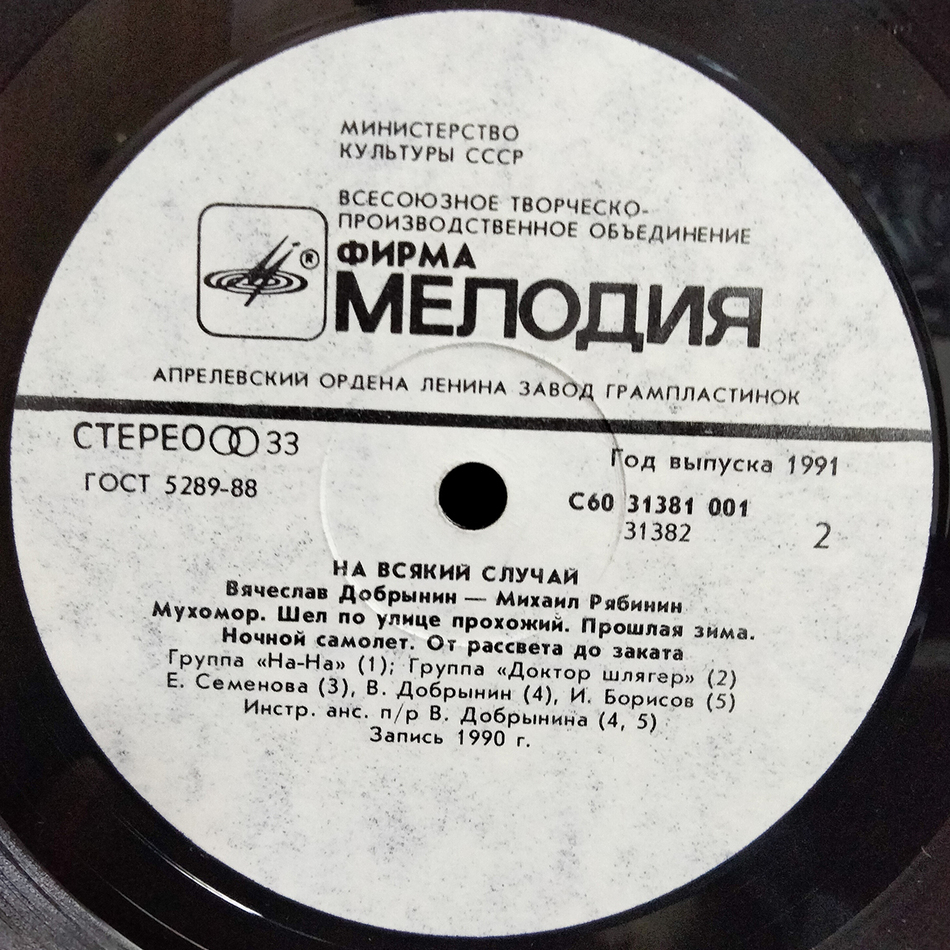 МИНИСТЕРСТВО
КУЛЬТУРЫ СССР
ВСЕСОЮЗНОЕ ТВОРЧЕСКО-
ПРОИЗВОДСТВЕННОЕ ОБЪЕДИНЕНИЕ
®
ФИРМА
МЕЛОДИЯ
АПРЕЛЕВСКИЙ ОРДЕНА ЛЕНИНА ЗАВОД ГРАМПЛАСТИНОК
СТЕРЕО 33
Год выпуска 1991
ГОСТ 5289-88
С60 31381 001
31382
2
НА ВСЯКИЙ СЛУЧАЙ
Вячеслав Добрынин — Михаил Рябинин
Мухомор. Шел по улице прохожий. Прошлая зима.
Ночной самолет. От рассвета до заката
Группа «На-На» (1); Группа «Доктор шлягер» (2)
Е. Семенова (3), В. Добрынин (4), И. Борисов (5)
Инстр. анс. п/р В. Добрынина (4, 5)
Запись 1990 г.